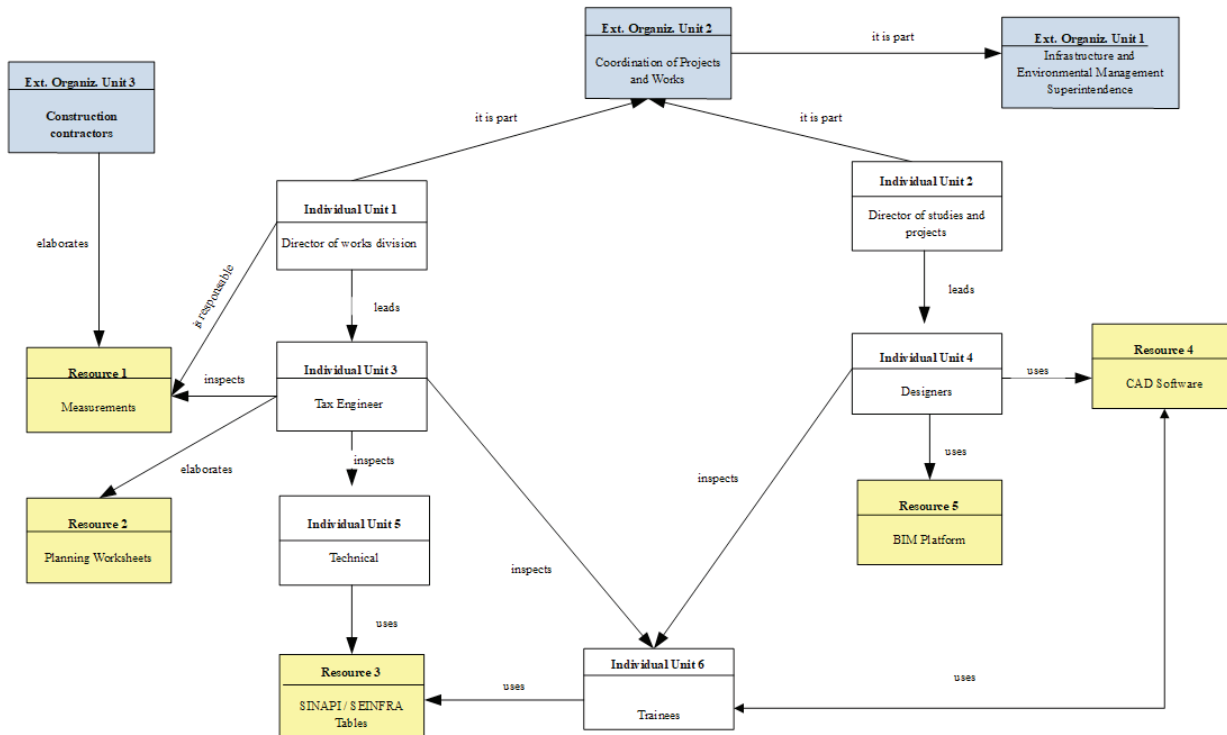 Ext. Organiz. Unit 2
Coordination of Projects
and Works
it is part
Ext. Organiz. Unit 1
Infrastructure and
Environmental Management
Superintendence
Ext. Organiz. Unit 3
Construction
contractors
it is part
it is part
Individual Unit 1
Director of works division
Individual Unit 2
Director of studies and
projects
elaborates
is responsable
leads
leads
Resource 1
Measurements
inspects
Individual Unit 3
Tax Engineer
Individual Unit 4
Designers
uses
Resource 4
CAD Software
elaborates
inspects
inspects
uses
Resource 2
Planning Worksheets
Individual Unit 5
Technical
Resource 5
BIM Platform
inspects
uses
Resource 3
SINAPI / SEINFRA
Tables
uses
Individual Unit 6
Trainees
uses